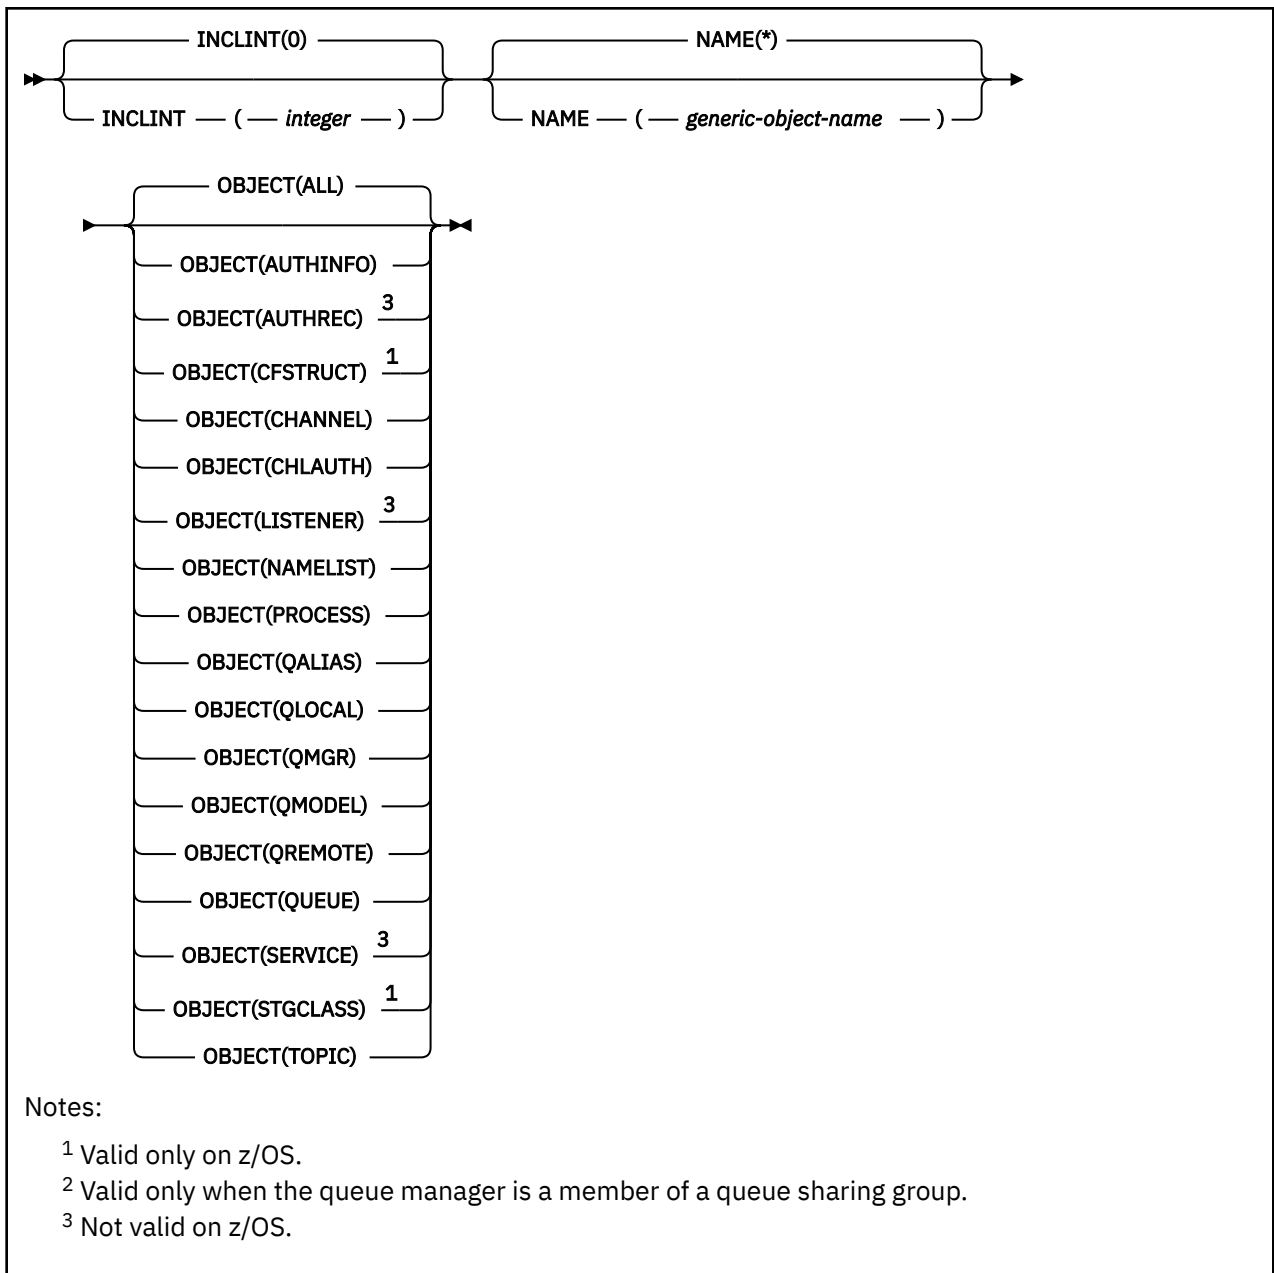 INCLINT(0) NAME(*)
INCLINT ( integer ) NAME ( generic-object-name )
OBJECT(ALL)
OBJECT(AUTHINFO)
OBJECT(AUTHREC) 3
OBJECT(CFSTRUCT) 1
OBJECT(CHANNEL)
OBJECT(CHLAUTH)
OBJECT(LISTENER) 3
OBJECT(NAMELIST)
OBJECT(PROCESS)
OBJECT(QALIAS)
OBJECT(QLOCAL)
OBJECT(QMGR)
OBJECT(QMODEL)
OBJECT(QREMOTE)
OBJECT(QUEUE)
OBJECT(SERVICE) 3
OBJECT(STGCLASS) 1
OBJECT(TOPIC)
Notes:
1 Valid only on z/OS.
2 Valid only when the queue manager is a member of a queue sharing group.
3 Not valid on z/OS.